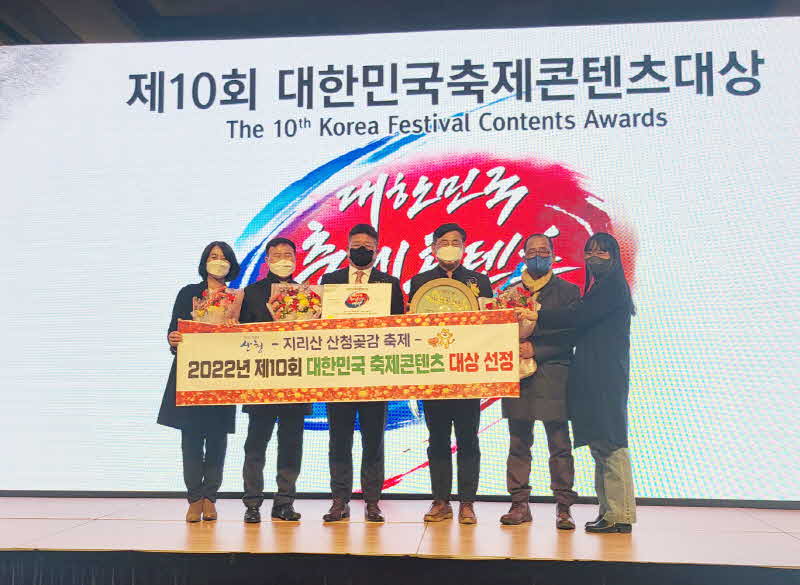 제10회 대한민국축제콘텐츠대상
The 10th Korea Festival Contents Awards
대한민국
산청 - 지리산 산청곶감 축제 -
2022년 제10회 대한민국 축제콘텐츠 대상 선정